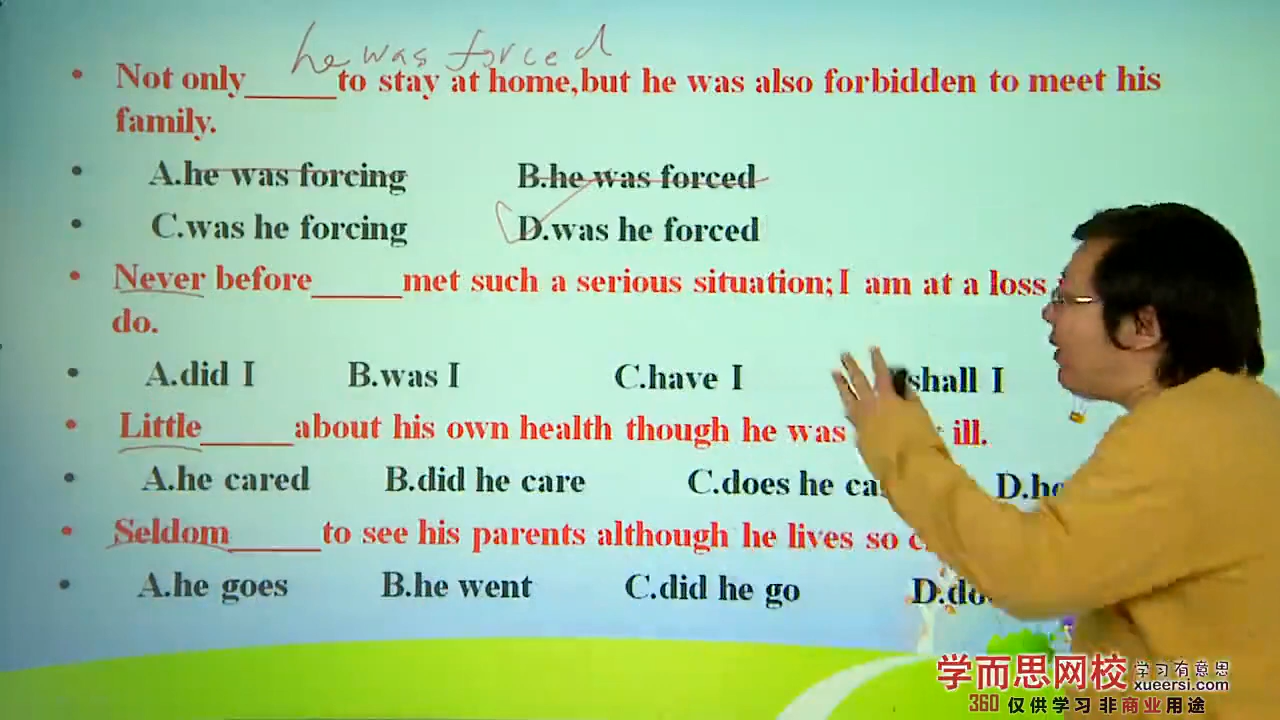 he was forced
Not only_____to stay at home,but he was also forbidden to meet his
family.
A.he was forcing B.he was forced
C.was he forcing D.was he forced
Never before_____met such a serious situation;I am at a loss
do.
A.did I B.was I C.have I shall I
Little_____about his own health though he was ill.
A.he cared B.did he care C.does he D.
Seldom_____to see his parents although he lives so
A.he goes B.he went C.did he go D.
学而思网校 学习有意思
xueersi.com
360 仅供学习 非商业用途